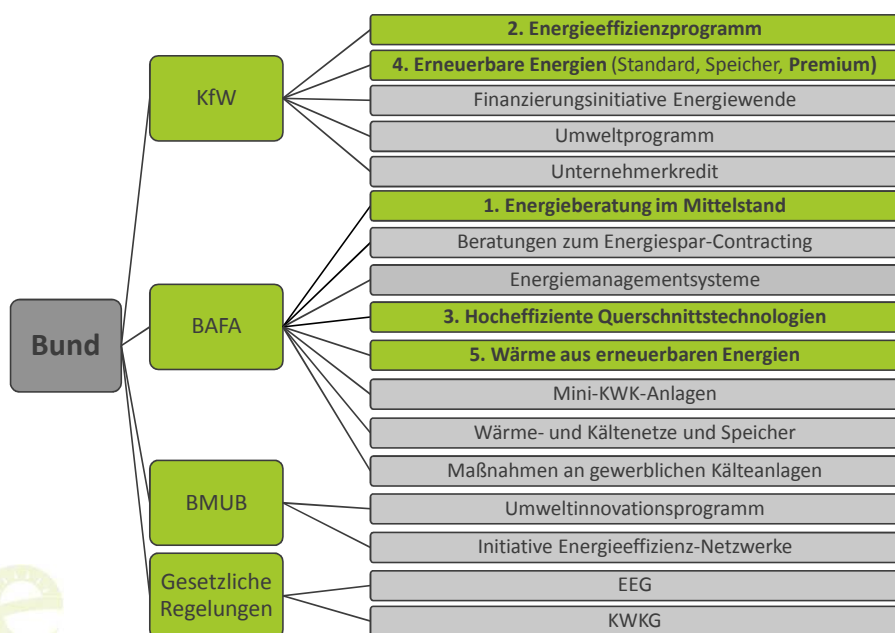 Bund
KfW
2. Energieeffizienzprogramm
4. Erneuerbare Energien (Standard, Speicher, Premium)
Finanzierungsinitiative Energiewende
Umweltprogramm
Unternehmerkredit
BAFA
1. Energieberatung im Mittelstand
Beratungen zum Energiespar-Contracting
Energiemanagementsysteme
3. Hocheffiziente Querschnittstechnologien
5. Wärme aus erneuerbaren Energien
Mini-KWK-Anlagen
Wärme- und Kältenetze und Speicher
Maßnahmen an gewerblichen Kälteanlagen
BMUB
Umweltinnovationsprogramm
Initiative Energieeffizienz-Netzwerke
Gesetzliche
Regelungen
EEG
KWKG